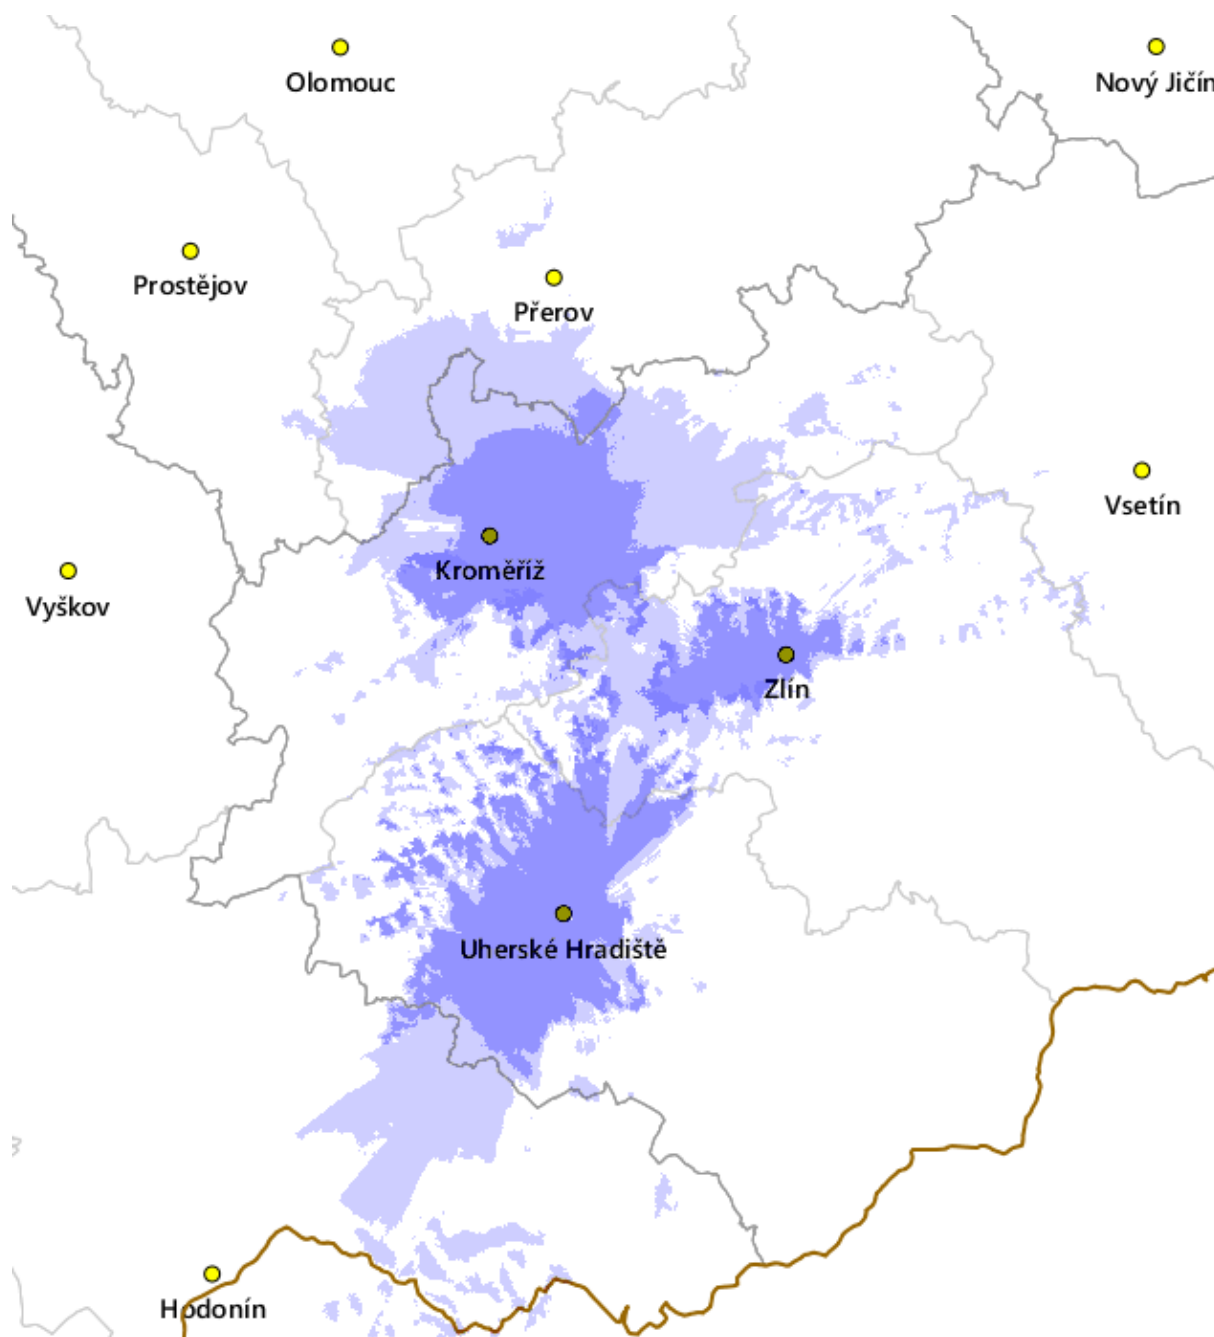 Olomouc
Nový Jičín
Prostějov
Přerov
Vsetín
Kroměříž
Vyškov
Zlín
Uherské Hradiště
Hodonín